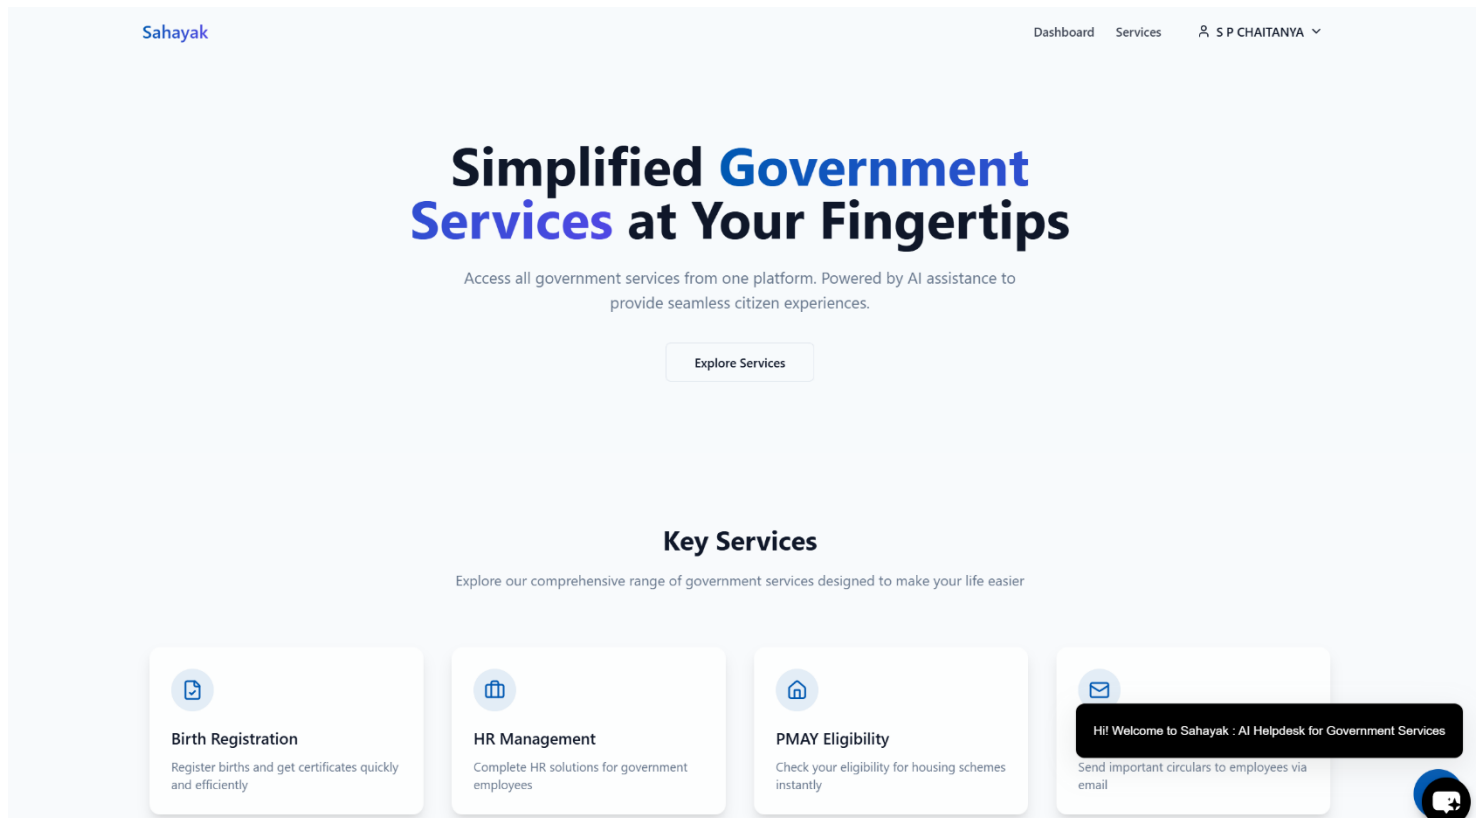 Sahayak
Dashboard
Services
S P CHAITANYA
Simplified Government
Services at Your Fingertips
Access all government services from one platform. Powered by AI assistance to
provide seamless citizen experiences.
Explore Services
Key Services
Explore our comprehensive range of government services designed to make your life easier
Birth Registration
Register births and get certificates quickly
and efficiently
HR Management
Complete HR solutions for government
employees
PMAY Eligibility
Check your eligibility for housing schemes
instantly
Hi! Welcome to Sahayak : AI Helpdesk for Government Services
Send important circulars to employees via
email